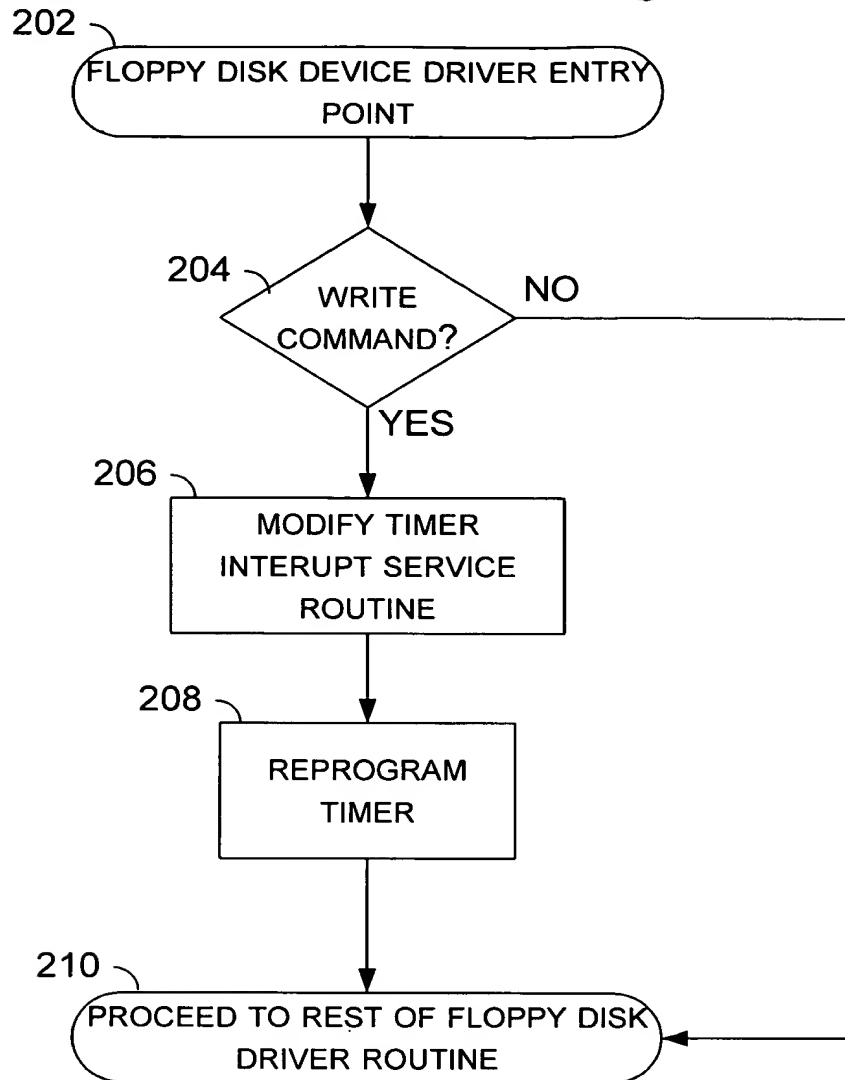 202
FLOPPY DISK DEVICE DRIVER ENTRY
POINT
204
WRITE
COMMAND?
NO
YES
206
MODIFY TIMER
INTERUPT SERVICE
ROUTINE
208
REPROGRAM
TIMER
210
PROCEED TO REST OF FLOPPY DISK
DRIVER ROUTINE